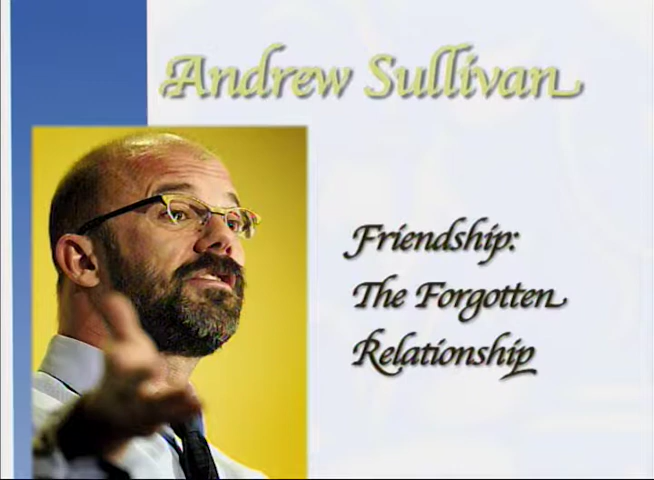 Andrew Sullivan
Friendship:
The Forgotten
Relationship